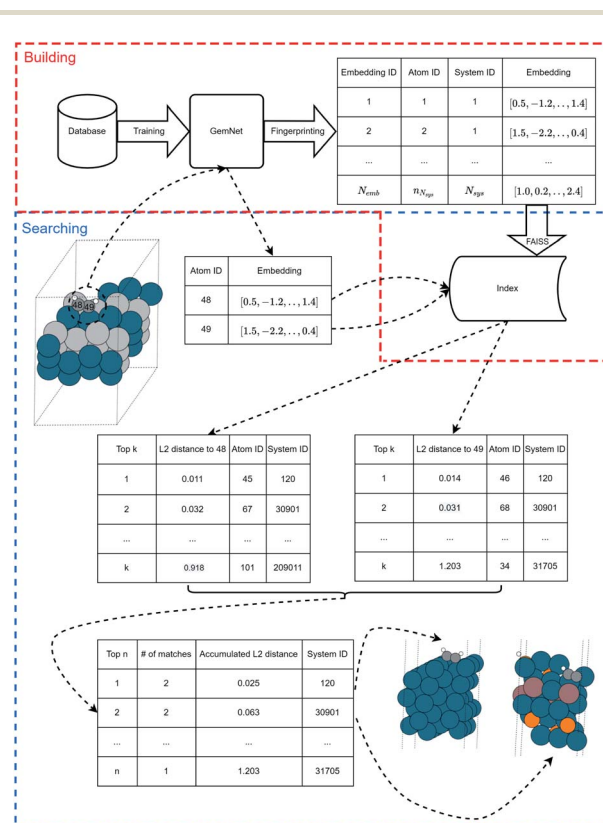 Building
Embedding ID Atom ID System ID Embedding
1 1 1 [0.5, −1.2, . . , 1.4]
2 2 1 [1.5, −2.2, . . , 0.4]
... ... ... ...
N_emb n_{N_sys} N_sys [1.0, 0.2, . . , 2.4]
Database
Training
GemNet
Fingerprinting
FAISS
Searching
48 49
Atom ID Embedding
48 [0.5, −1.2, . . , 1.4]
49 [1.5, −2.2, . . , 0.4]
Index
Top k L2 distance to 48 Atom ID System ID
1 0.011 45 120
2 0.032 67 30901
... ... ... ...
k 0.918 101 209011
Top k L2 distance to 49 Atom ID System ID
1 0.014 46 120
2 0.031 68 30901
... ... ... ...
k 1.203 34 31705
Top n # of matches Accumulated L2 distance System ID
1 2 0.025 120
2 2 0.063 30901
... ... ... ...
n 1 1.203 31705